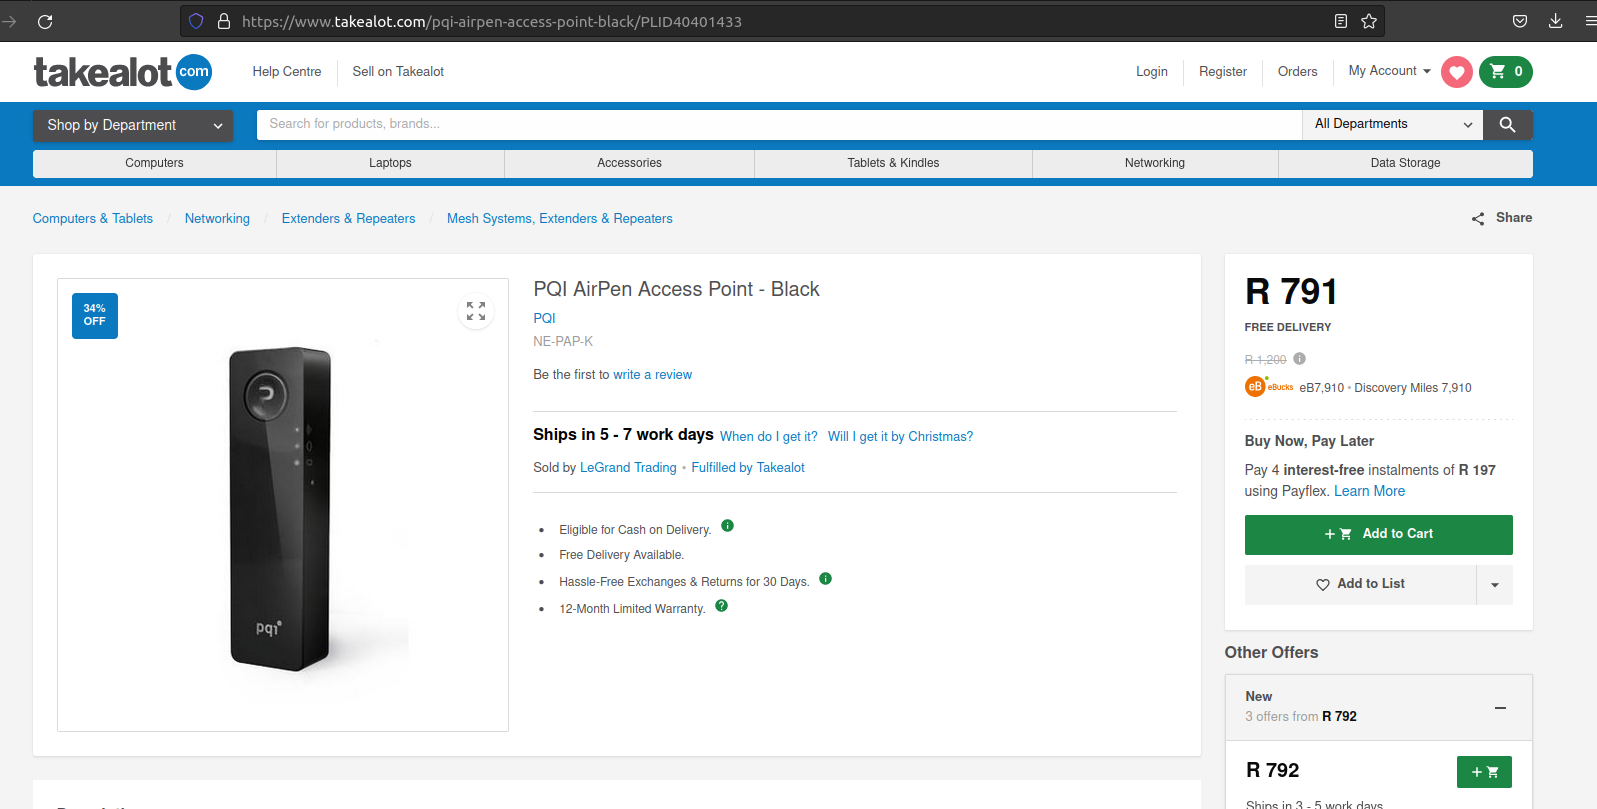 https://www.takealot.com/pqi-airpen-access-point-black/PLID40401433
takealot com
Help Centre
Sell on Takealot
Login
Register
Orders
My Account
0
Shop by Department
Search for products, brands...
All Departments
Computers
Laptops
Accessories
Tablets & Kindles
Networking
Data Storage
Computers & Tablets / Networking / Extenders & Repeaters / Mesh Systems, Extenders & Repeaters
Share
34%
OFF
pqi
PQI AirPen Access Point - Black
PQI
NE-PAP-K
Be the first to write a review
Ships in 5 - 7 work days When do I get it? Will I get it by Christmas?
Sold by LeGrand Trading • Fulfilled by Takealot
• Eligible for Cash on Delivery.
• Free Delivery Available.
• Hassle-Free Exchanges & Returns for 30 Days.
• 12-Month Limited Warranty.
R 791
FREE DELIVERY
R 1,200
eB eBucks eB7,910 • Discovery Miles 7,910
Buy Now, Pay Later
Pay 4 interest-free instalments of R 197
using Payflex. Learn More
+ Add to Cart
Add to List
Other Offers
New
3 offers from R 792
R 792
+
Ships in 3 - 5 work days